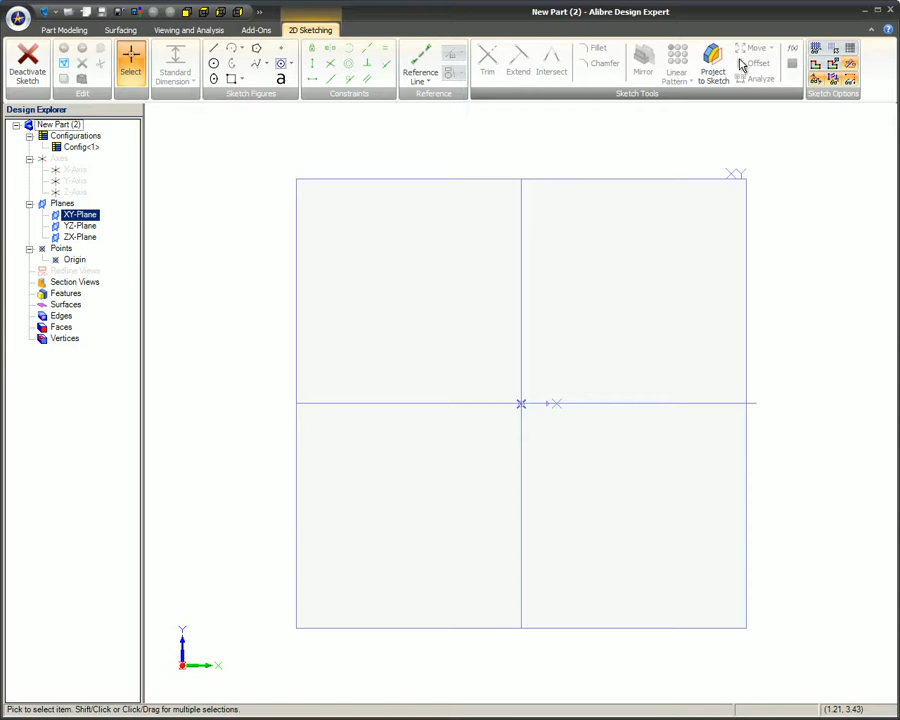 New Part (2) - Alibre Design Expert
Part Modeling
Surfacing
Viewing and Analysis
Add-Ons
2D Sketching
Deactivate Sketch
Edit
Select
Standard Dimension
Sketch Figures
Constraints
Reference Line
Reference
Trim
Extend
Intersect
Fillet
Chamfer
Mirror
Linear Pattern
Project to Sketch
Move
Offset
Analyze
Sketch Tools
f(x)
Sketch Options
Design Explorer
New Part (2)
Configurations
Config<1>
Axes
X-Axis
Y-Axis
Z-Axis
Planes
XY-Plane
YZ-Plane
ZX-Plane
Points
Origin
Redline Views
Section Views
Features
Surfaces
Edges
Faces
Vertices
XY
X
Y
X
Pick to select item. Shift/Click or Click/Drag for multiple selections.
(1.21, 3.43)